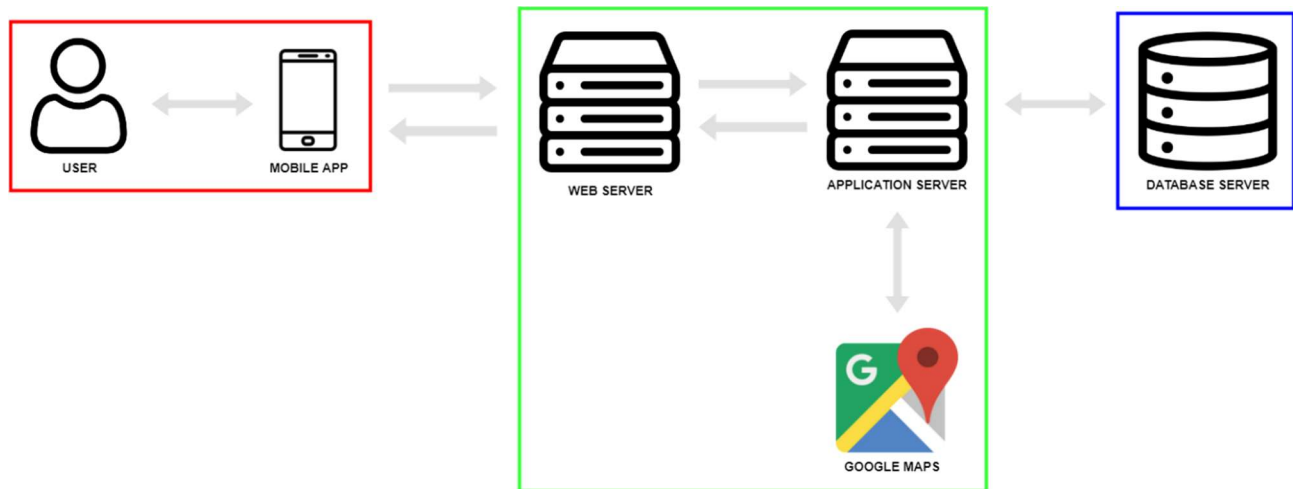 USER
MOBILE APP
WEB SERVER
APPLICATION SERVER
DATABASE SERVER
G
GOOGLE MAPS